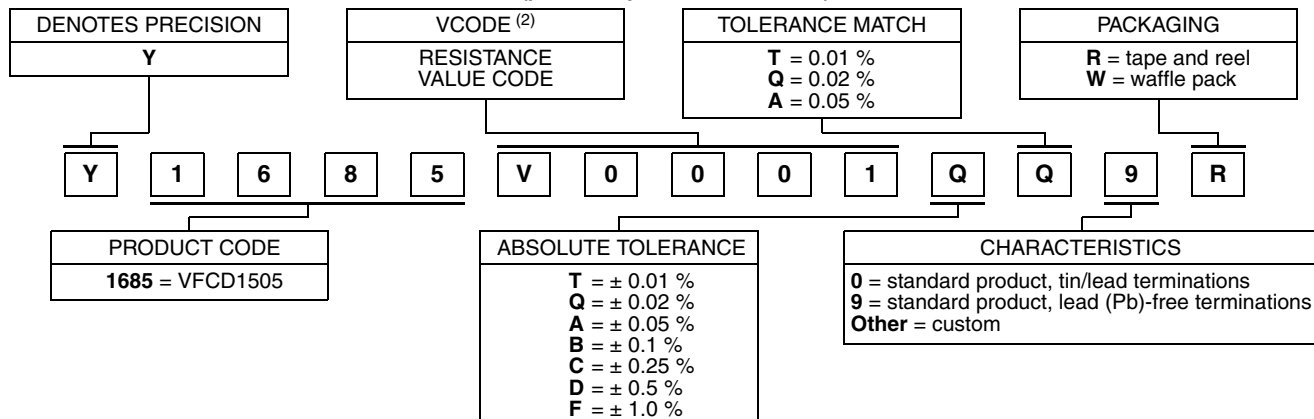 DENOTES PRECISION
Y
VCODE (2)
RESISTANCE
VALUE CODE
TOLERANCE MATCH
T = 0.01 %
Q = 0.02 %
A = 0.05 %
PACKAGING
R = tape and reel
W = waffle pack
Y 1 6 8 5 V 0 0 0 1 Q Q 9 R
PRODUCT CODE
1685 = VFCD1505
ABSOLUTE TOLERANCE
T = ± 0.01 %
Q = ± 0.02 %
A = ± 0.05 %
B = ± 0.1 %
C = ± 0.25 %
D = ± 0.5 %
F = ± 1.0 %
CHARACTERISTICS
0 = standard product, tin/lead terminations
9 = standard product, lead (Pb)-free terminations
Other = custom